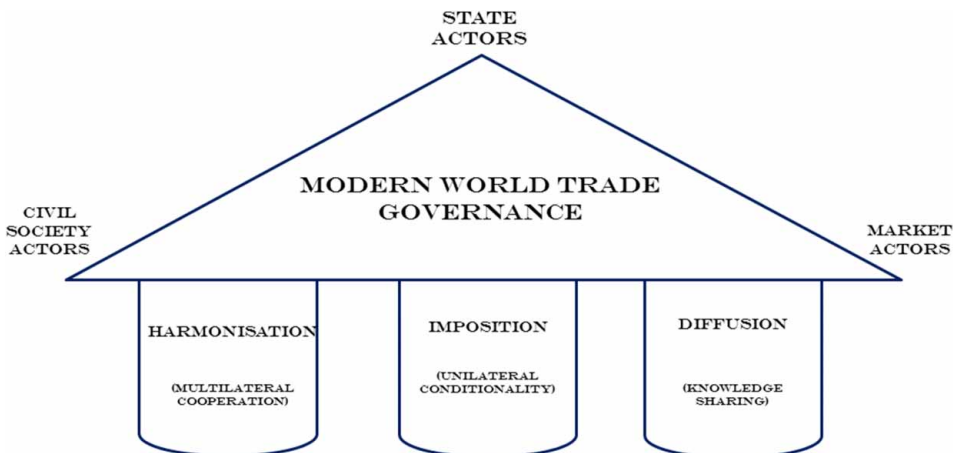 STATE
ACTORS
MODERN WORLD TRADE
GOVERNANCE
CIVIL
SOCIETY
ACTORS
MARKET
ACTORS
HARMONISATION
(MULTILATERAL
COOPERATION)
IMPOSITION
(UNILATERAL
CONDITIONALITY)
DIFFUSION
(KNOWLEDGE
SHARING)